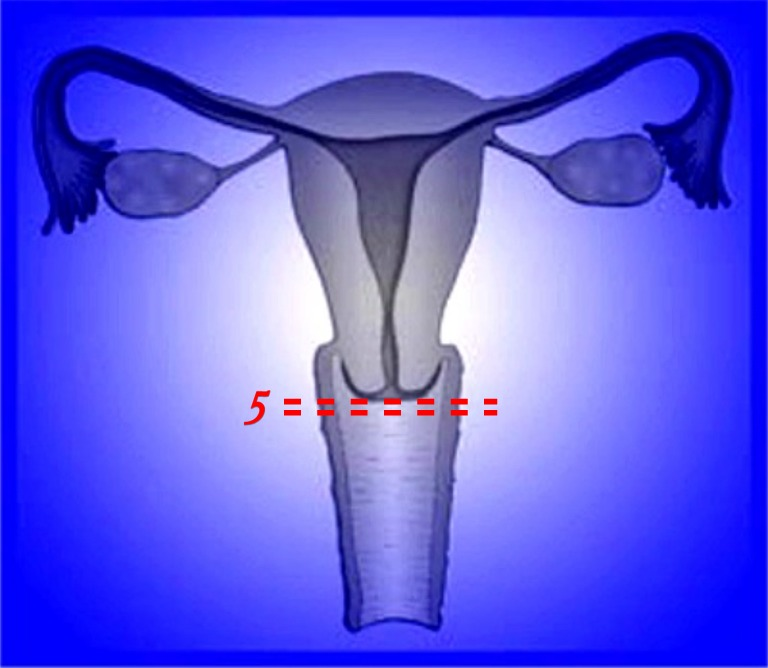 5 = = = = = = =